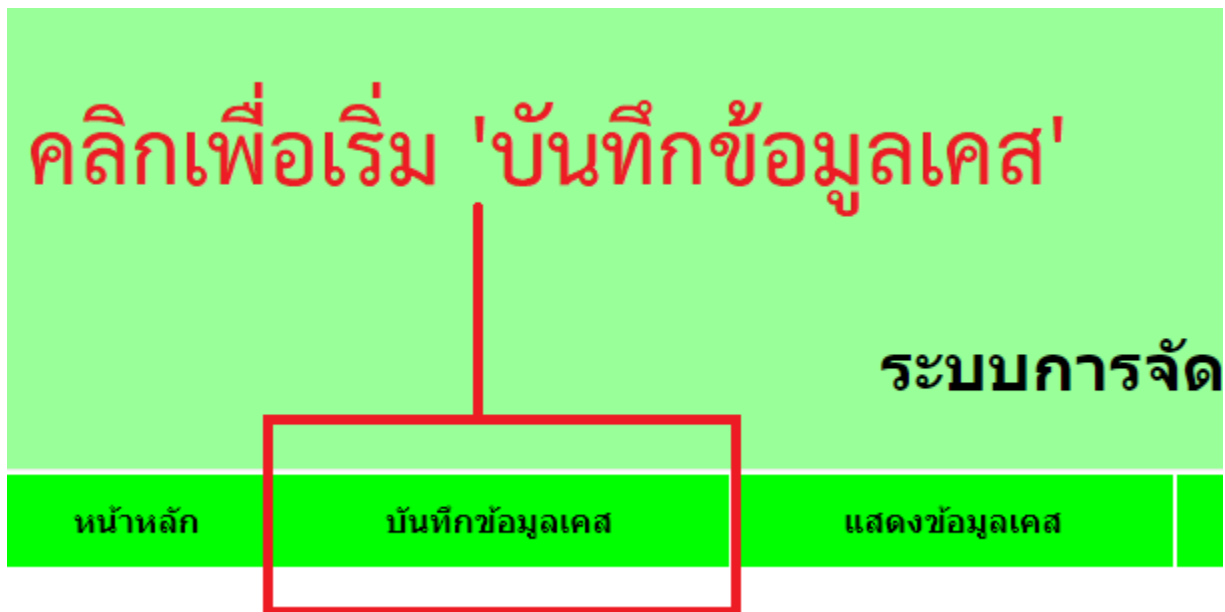 คลิกเพื่อเริ่ม 'บันทึกข้อมูลเคส'
ระบบการจัด
หน้าหลัก บันทึกข้อมูลเคส แสดงข้อมูลเคส